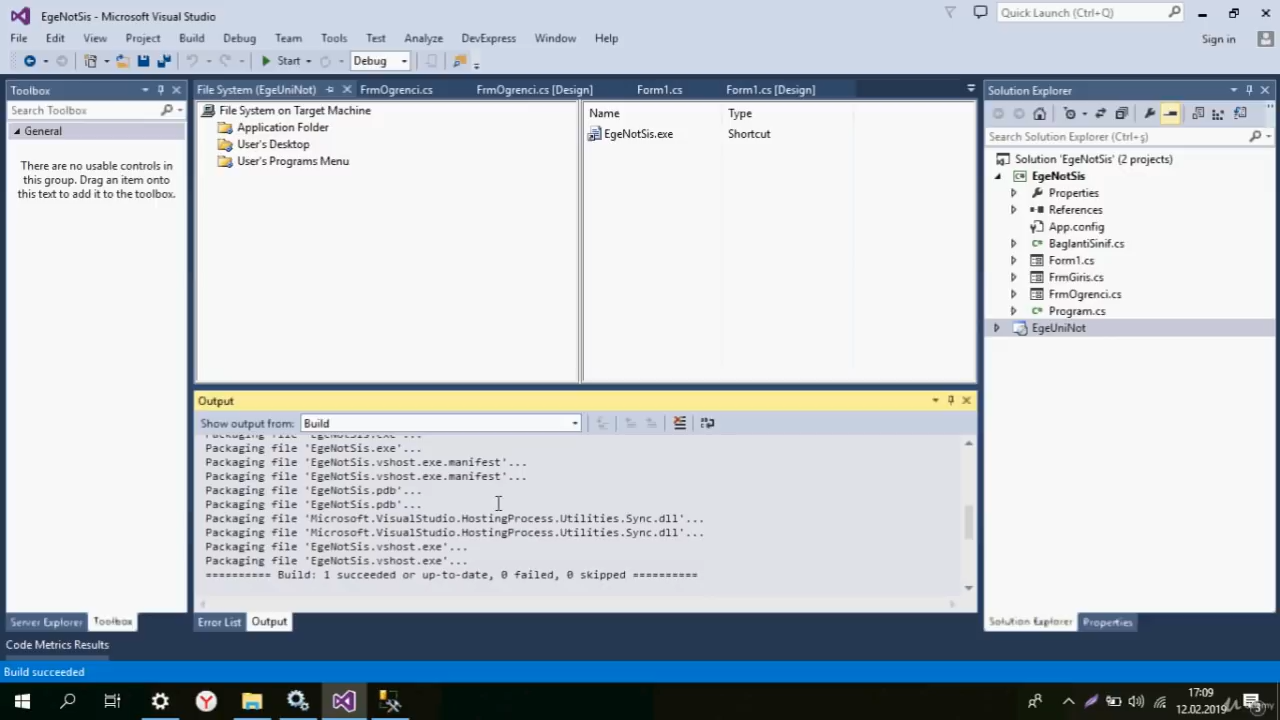 EgeNotSis - Microsoft Visual Studio
Quick Launch (Ctrl+Q)
File Edit View Project Build Debug Team Tools Test Analyze DevExpress Window Help
Sign in
Start Debug
Toolbox
Search Toolbox
General
There are no usable controls in
this group. Drag an item onto
this text to add it to the toolbox.
Server Explorer Toolbox
File System (EgeUniNot) FrmOgrenci.cs FrmOgrenci.cs [Design] Form1.cs Form1.cs [Design]
File System on Target Machine
Application Folder
User's Desktop
User's Programs Menu
Name Type
EgeNotSis.exe Shortcut
Output
Show output from: Build
Packaging file 'EgeNotSis.exe'...
Packaging file 'EgeNotSis.exe'...
Packaging file 'EgeNotSis.vshost.exe.manifest'...
Packaging file 'EgeNotSis.vshost.exe.manifest'...
Packaging file 'EgeNotSis.pdb'...
Packaging file 'EgeNotSis.pdb'...
Packaging file 'Microsoft.VisualStudio.HostingProcess.Utilities.Sync.dll'...
Packaging file 'Microsoft.VisualStudio.HostingProcess.Utilities.Sync.dll'...
Packaging file 'EgeNotSis.vshost.exe'...
Packaging file 'EgeNotSis.vshost.exe'...
========== Build: 1 succeeded or up-to-date, 0 failed, 0 skipped ==========
Error List Output
Solution Explorer
Search Solution Explorer (Ctrl+ş)
Solution 'EgeNotSis' (2 projects)
EgeNotSis
Properties
References
App.config
BaglantiSinif.cs
Form1.cs
FrmGiris.cs
FrmOgrenci.cs
Program.cs
EgeUniNot
Solution Explorer Properties
Code Metrics Results
Build succeeded
17:09
12.02.2019